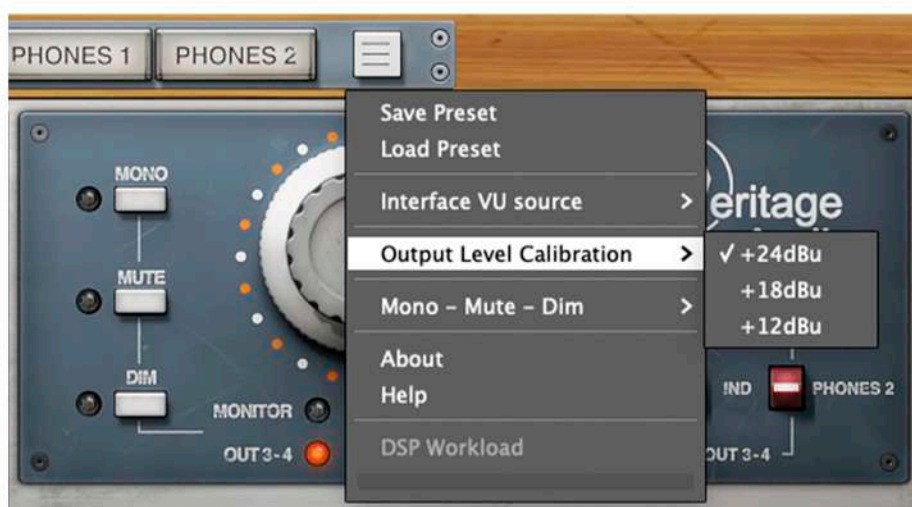 PHONES 1
PHONES 2
Save Preset
Load Preset
Interface VU source
Output Level Calibration
✓ +24dBu
+18dBu
+12dBu
Mono – Mute – Dim
About
Help
DSP Workload
MONO
MUTE
DIM
MONITOR
OUT 3-4
eritage
IND
PHONES 2
OUT 3-4